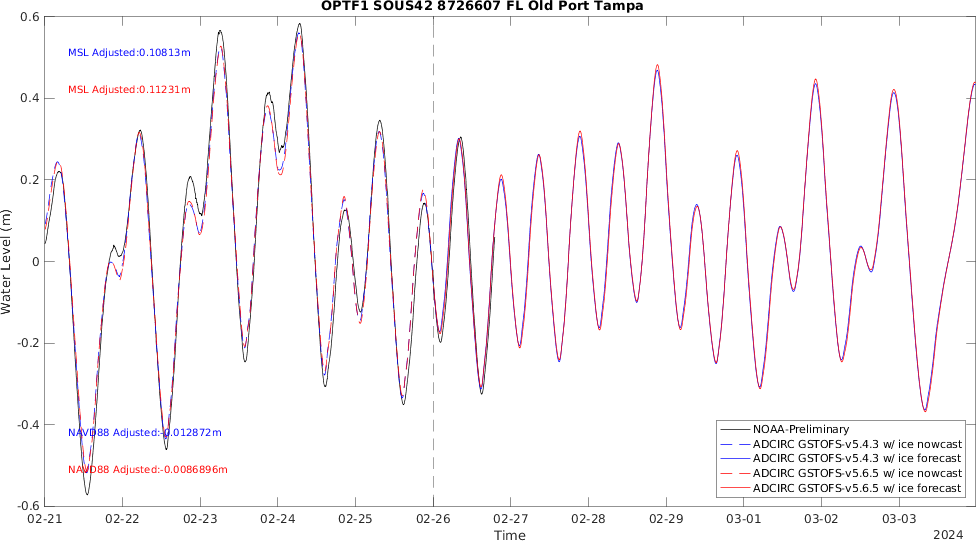 OPTF1 SOUS42 8726607 FL Old Port Tampa
0.6
MSL Adjusted:0.10813m
MSL Adjusted:0.11231m
0.4
0.2
0
-0.2
-0.4
-0.6
Water Level (m)
NAVD88 Adjusted:-0.012872m
NAVD88 Adjusted:-0.0086896m
NOAA-Preliminary
ADCIRC GSTOFS-v5.4.3 w/ ice nowcast
ADCIRC GSTOFS-v5.4.3 w/ ice forecast
ADCIRC GSTOFS-v5.6.5 w/ ice nowcast
ADCIRC GSTOFS-v5.6.5 w/ ice forecast
02-21 02-22 02-23 02-24 02-25 02-26 02-27 02-28 02-29 03-01 03-02 03-03
Time
2024